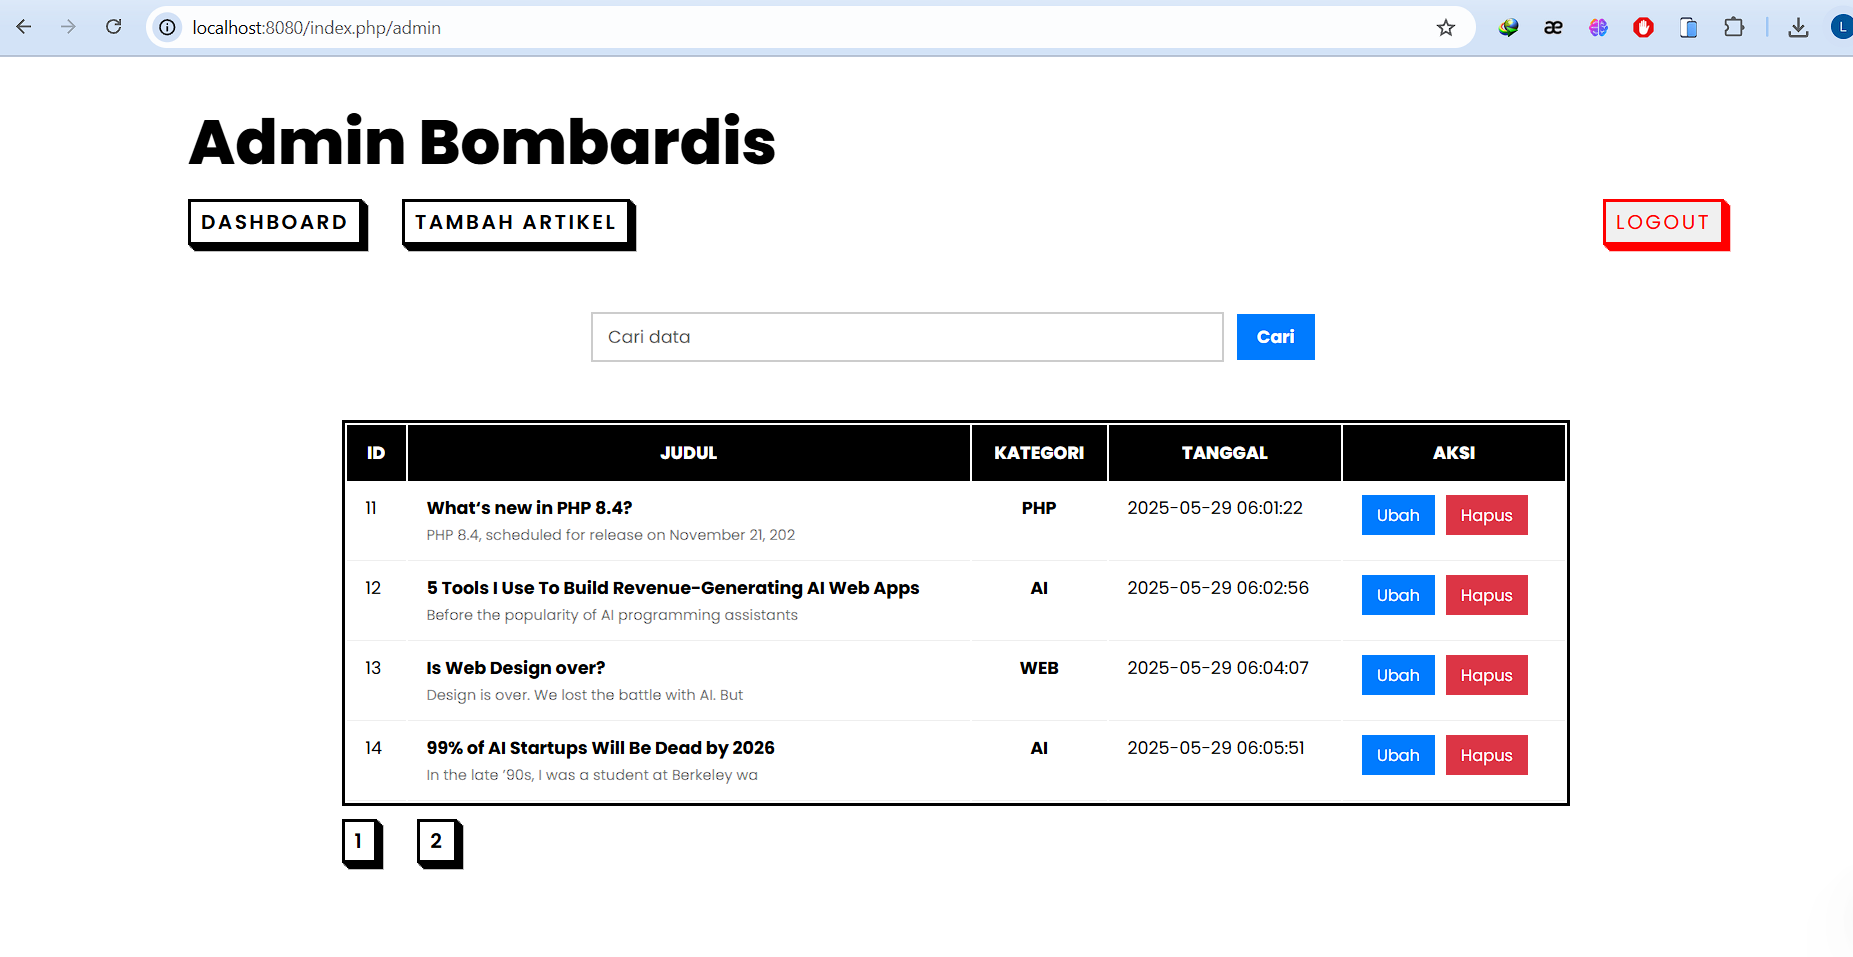 localhost:8080/index.php/admin
L
Admin Bombardis
DASHBOARD TAMBAH ARTIKEL LOGOUT
Cari data Cari
ID JUDUL KATEGORI TANGGAL AKSI
11 What‘s new in PHP 8.4? PHP 2025-05-29 06:01:22 Ubah Hapus
PHP 8.4, scheduled for release on November 21, 202
12 5 Tools I Use To Build Revenue-Generating AI Web Apps AI 2025-05-29 06:02:56 Ubah Hapus
Before the popularity of AI programming assistants
13 Is Web Design over? WEB 2025-05-29 06:04:07 Ubah Hapus
Design is over. We lost the battle with AI. But
14 99% of AI Startups Will Be Dead by 2026 AI 2025-05-29 06:05:51 Ubah Hapus
In the late ’90s, I was a student at Berkeley wa
1 2